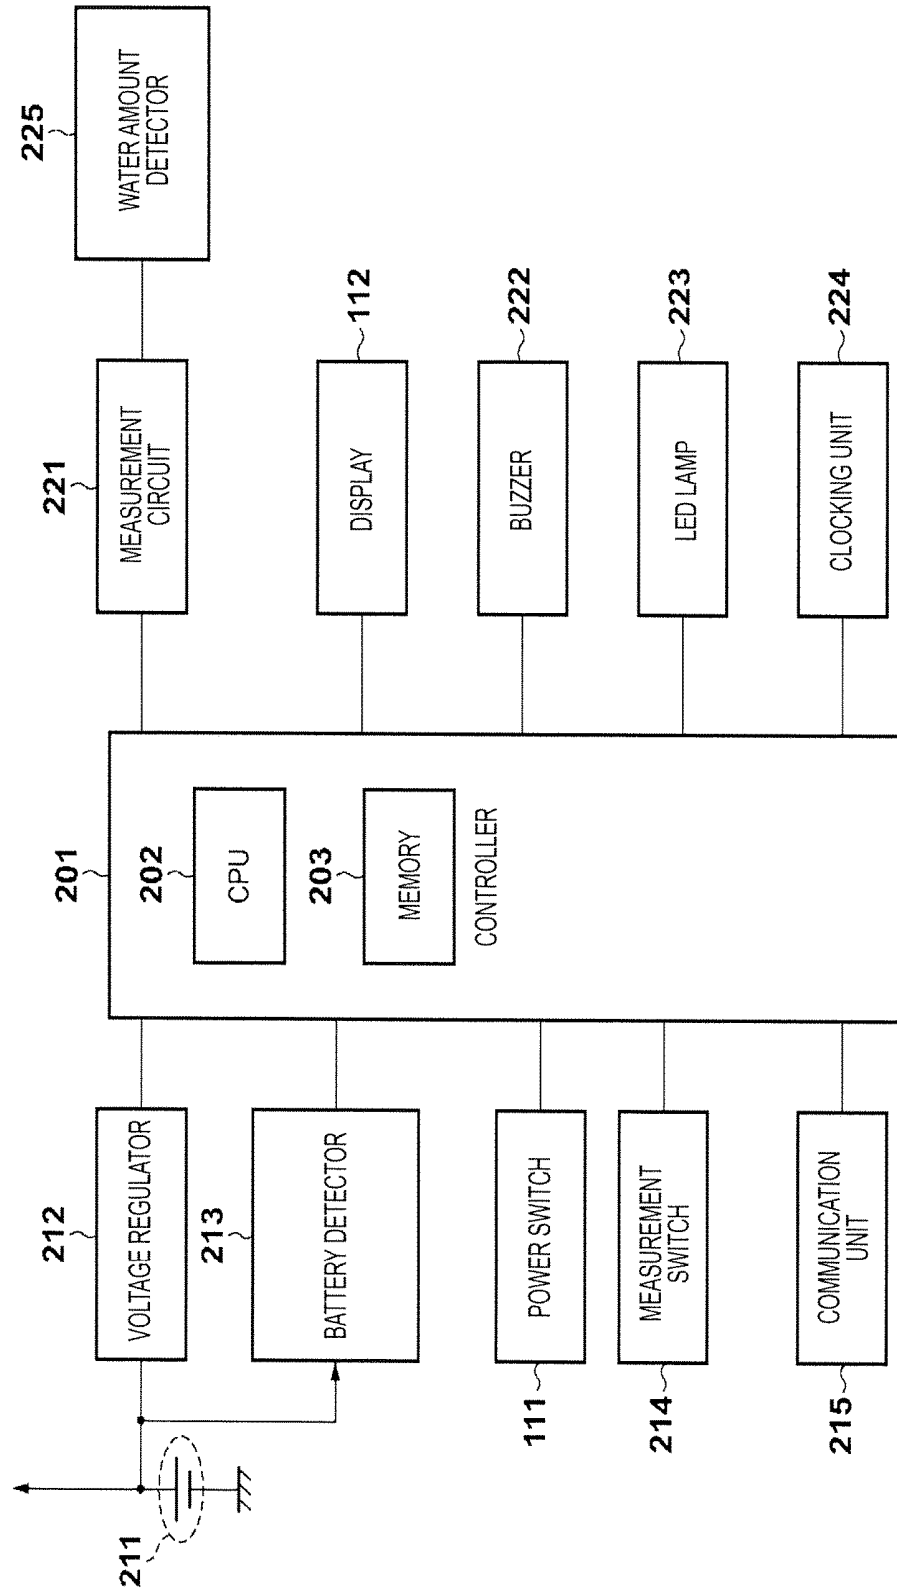 211
212
VOLTAGE REGULATOR
213
BATTERY DETECTOR
111
POWER SWITCH
214
MEASUREMENT
SWITCH
215
COMMUNICATION
UNIT
201
202
CPU
203
MEMORY
CONTROLLER
221
MEASUREMENT
CIRCUIT
225
WATER AMOUNT
DETECTOR
112
DISPLAY
222
BUZZER
223
LED LAMP
224
CLOCKING UNIT